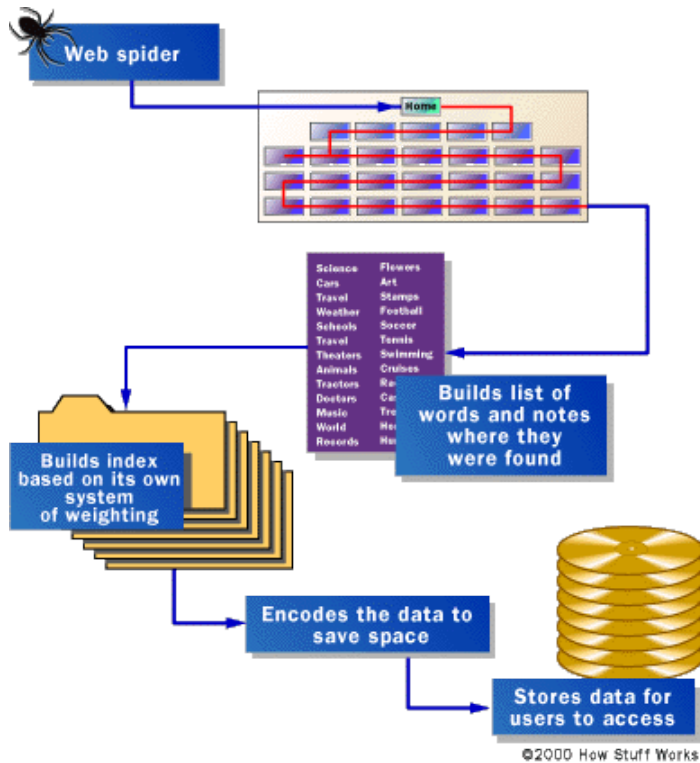 Web spider
Home
Science
Cars
Travel
Weather
Schools
Travel
Theaters
Animals
Tractors
Doctors
Music
World
Records
Flowers
Art
Stamps
Football
Soccer
Tennis
Swimming
Cruises
Builds list of
words and notes
where they
were found
Builds index
based on its own
system
of weighting
Encodes the data to
save space
Stores data for
users to access
©2000 How Stuff Works